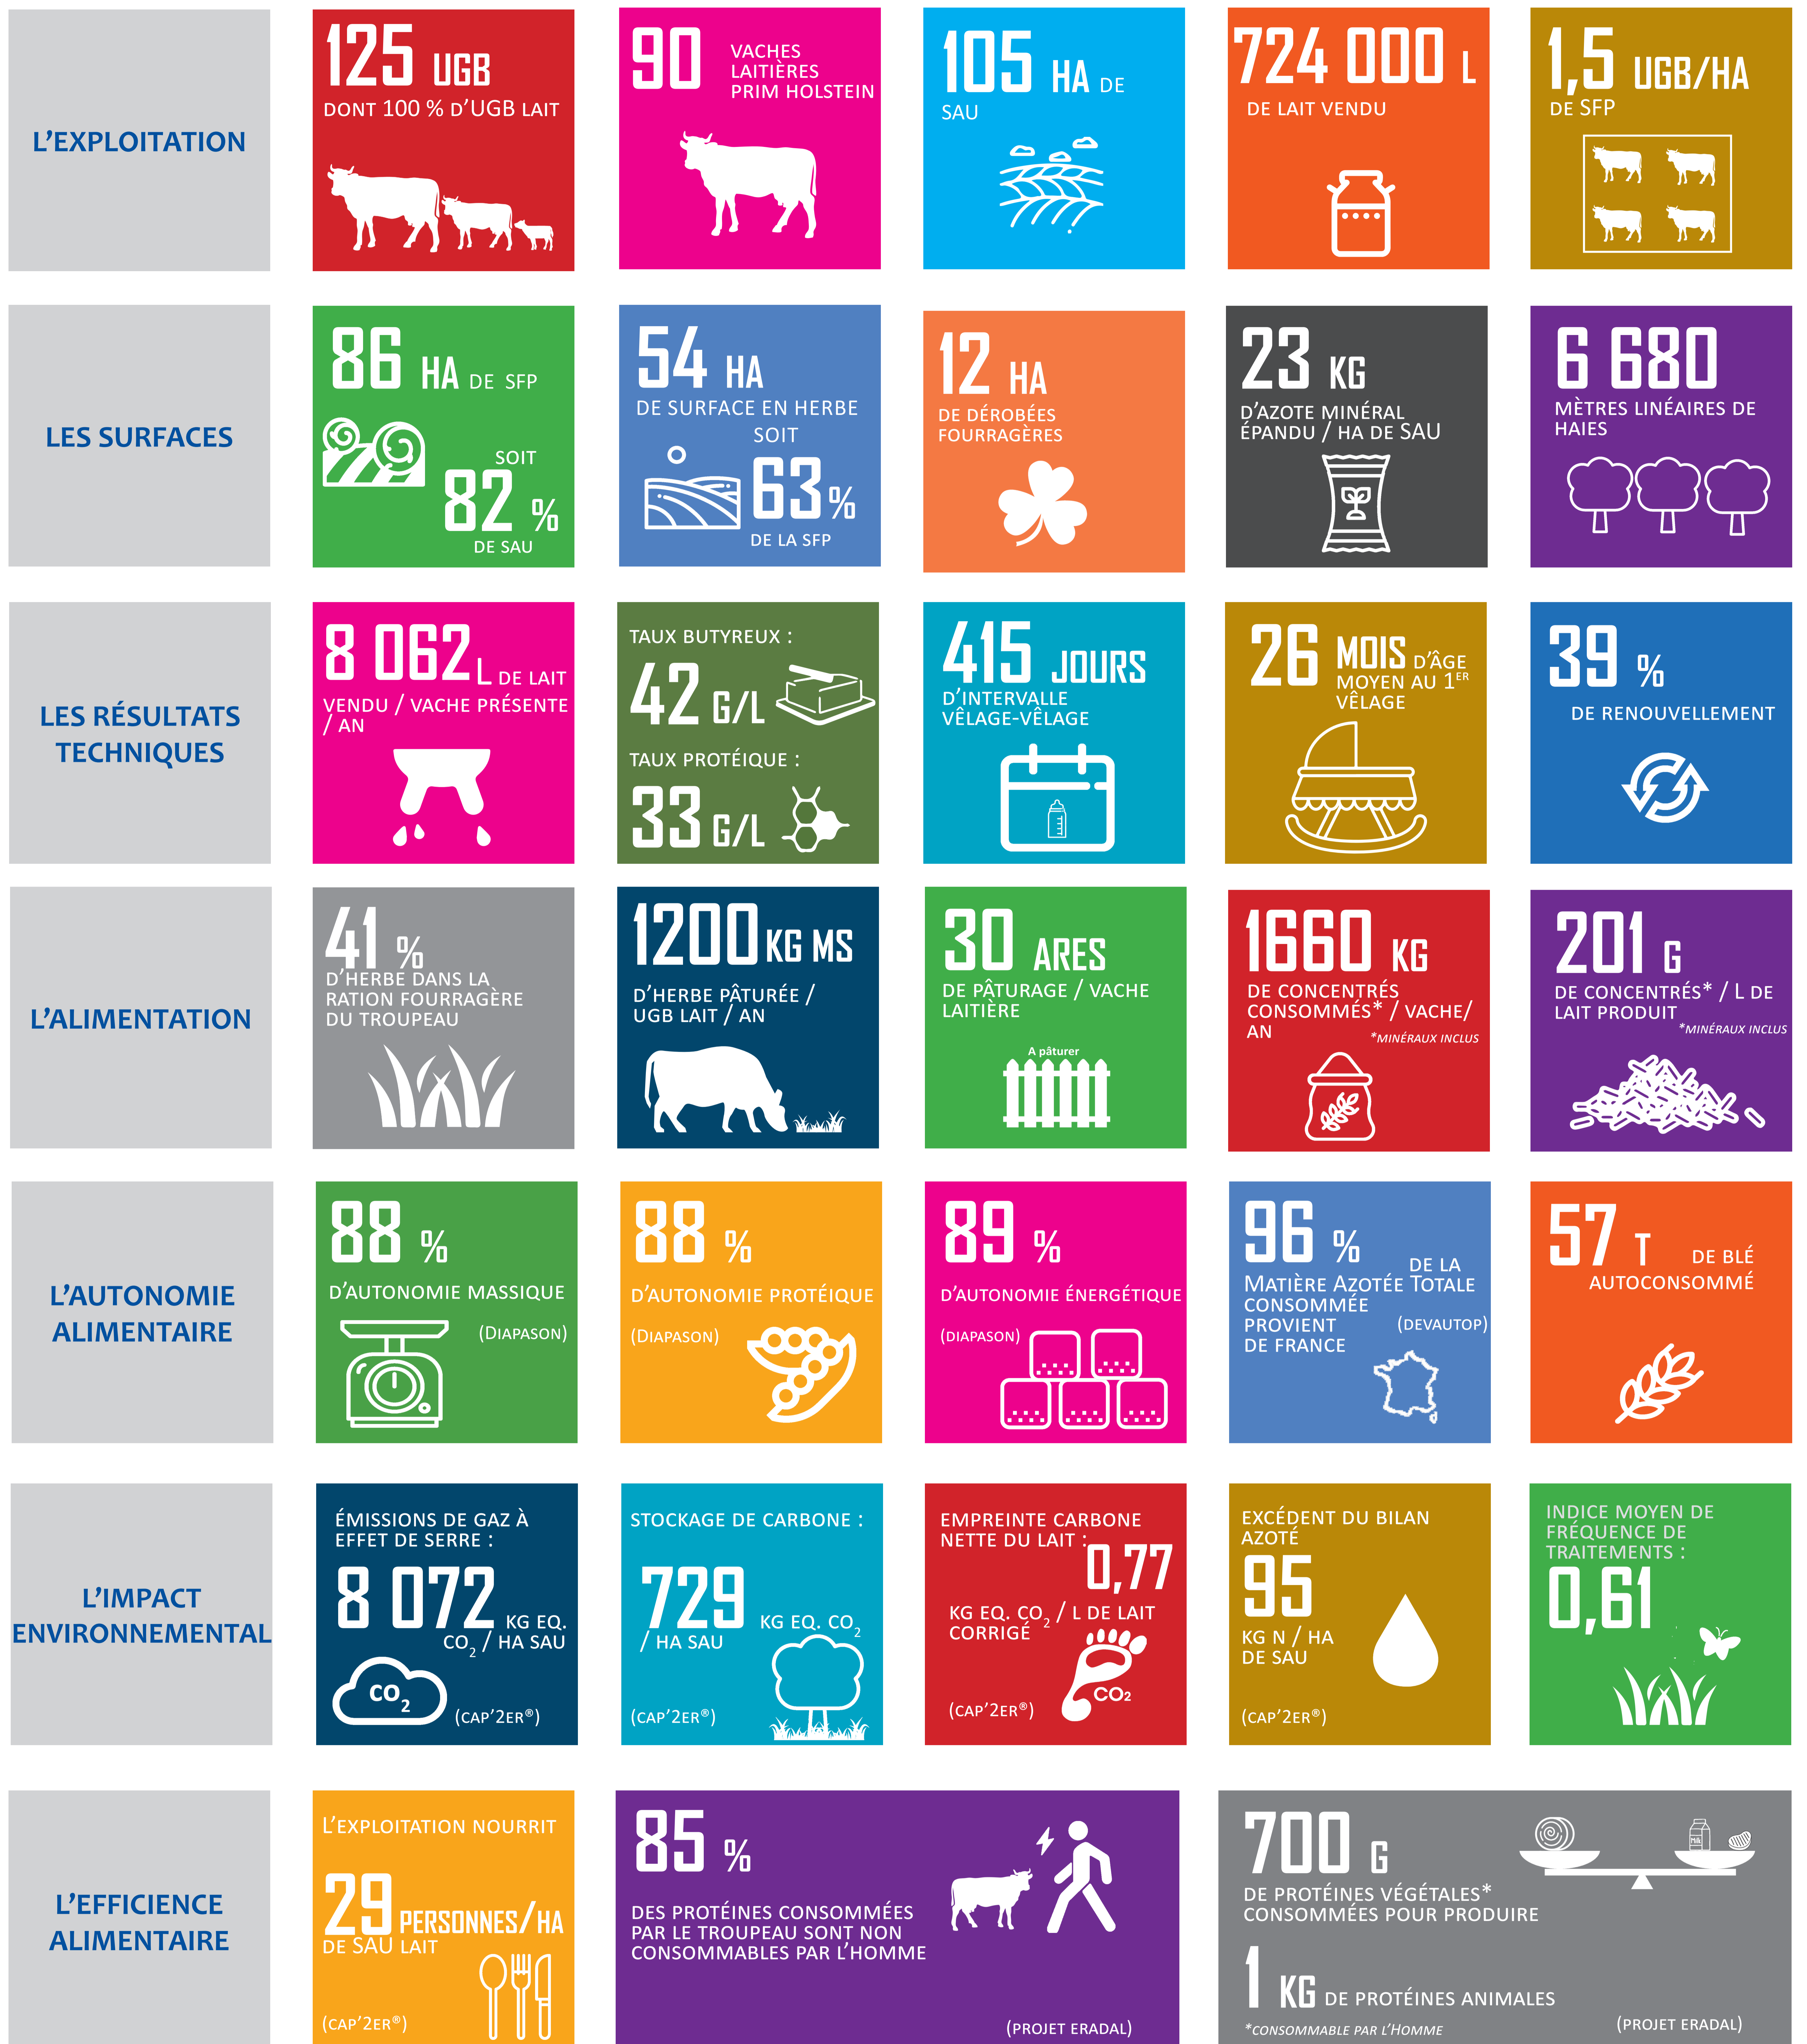 L'EXPLOITATION
125 UGB
DONT 100 % D'UGB LAIT
90 VACHES
LAITIÈRES
PRIM HOLSTEIN
105 HA DE
SAU
724 000 L
DE LAIT VENDU
1,5 UGB/HA
DE SFP
LES SURFACES
86 HA DE SFP
SOIT
82 %
DE SAU
54 HA
DE SURFACE EN HERBE
SOIT
63 %
DE LA SFP
12 HA
DE DÉROBÉES
FOURRAGÈRES
23 KG
D'AZOTE MINÉRAL
ÉPANDU / HA DE SAU
6 680
MÈTRES LINÉAIRES DE
HAIES
LES RÉSULTATS
TECHNIQUES
8 062 L DE LAIT
VENDU / VACHE PRÉSENTE
/ AN
TAUX BUTYREUX :
42 G/L
TAUX PROTÉIQUE :
33 G/L
415 JOURS
D'INTERVALLE
VÊLAGE-VÊLAGE
26 MOIS D'ÂGE
MOYEN AU 1ER
VÊLAGE
39 %
DE RENOUVELLEMENT
L'ALIMENTATION
41 %
D'HERBE DANS LA
RATION FOURRAGÈRE
DU TROUPEAU
1200 KG MS
D'HERBE PÂTURÉE /
UGB LAIT / AN
30 ARES
DE PÂTURAGE / VACHE
LAITIÈRE
A pâturer
1660 KG
DE CONCENTRÉS
CONSOMMÉS* / VACHE/
AN
*MINÉRAUX INCLUS
201 G
DE CONCENTRÉS* / L DE
LAIT PRODUIT
*MINÉRAUX INCLUS
L'AUTONOMIE
ALIMENTAIRE
88 %
D'AUTONOMIE MASSIQUE
(DIAPASON)
88 %
D'AUTONOMIE PROTÉIQUE
(DIAPASON)
89 %
D'AUTONOMIE ÉNERGÉTIQUE
(DIAPASON)
96 % DE LA
MATIÈRE AZOTÉE TOTALE
CONSOMMÉE
PROVIENT
DE FRANCE
(DEVAUTOP)
57 T DE BLÉ
AUTOCONSOMMÉ
L'IMPACT
ENVIRONNEMENTAL
ÉMISSIONS DE GAZ À
EFFET DE SERRE :
8 072 KG EQ.
CO2 / HA SAU
CO2
(CAP'2ER®)
STOCKAGE DE CARBONE :
729 KG EQ. CO2
/ HA SAU
(CAP'2ER®)
EMPREINTE CARBONE
NETTE DU LAIT :
0,77
KG EQ. CO2 / L DE LAIT
CORRIGÉ
CO2
(CAP'2ER®)
EXCÉDENT DU BILAN
AZOTÉ
95
KG N / HA
DE SAU
(CAP'2ER®)
INDICE MOYEN DE
FRÉQUENCE DE
TRAITEMENTS :
0,61
L'EFFICIENCE
ALIMENTAIRE
L'EXPLOITATION NOURRIT
29 PERSONNES/HA
DE SAU LAIT
(CAP'2ER®)
85 %
DES PROTÉINES CONSOMMÉES
PAR LE TROUPEAU SONT NON
CONSOMMABLES PAR L'HOMME
(PROJET ERADAL)
700 G
DE PROTÉINES VÉGÉTALES*
CONSOMMÉES POUR PRODUIRE
Milk
1 KG DE PROTÉINES ANIMALES
*CONSOMMABLE PAR L'HOMME
(PROJET ERADAL)